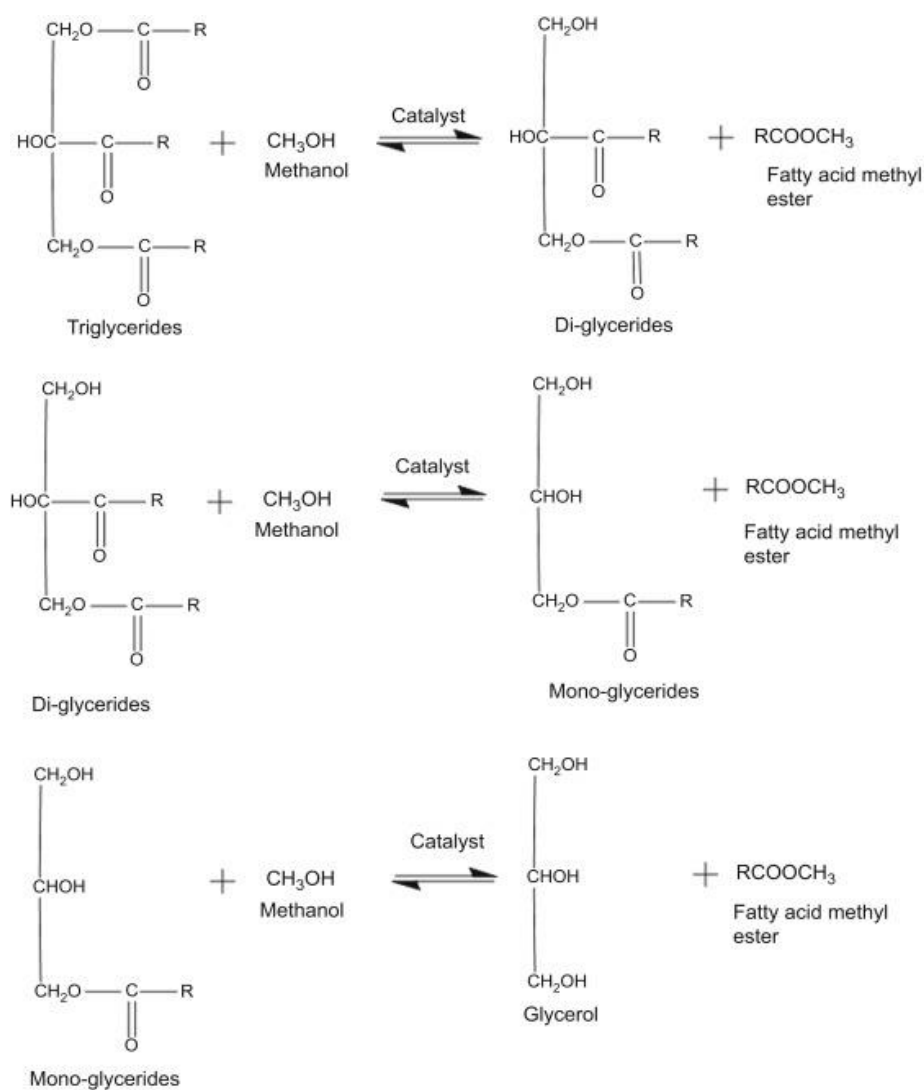 CH₂O C R
O
HOC C R
O
CH₂O C R
O
Triglycerides
+
CH₃OH
Methanol
Catalyst
CH₂OH
HOC C R
O
CH₂O C R
O
Di-glycerides
+
RCOOCH₃
Fatty acid methyl
ester
CH₂OH
HOC C R
O
CH₂O C R
O
Di-glycerides
+
CH₃OH
Methanol
Catalyst
CH₂OH
CHOH
CH₂O C R
O
Mono-glycerides
+
RCOOCH₃
Fatty acid methyl
ester
CH₂OH
CHOH
CH₂O C R
O
Mono-glycerides
+
CH₃OH
Methanol
Catalyst
CH₂OH
CHOH
CH₂OH
Glycerol
+
RCOOCH₃
Fatty acid methyl
ester